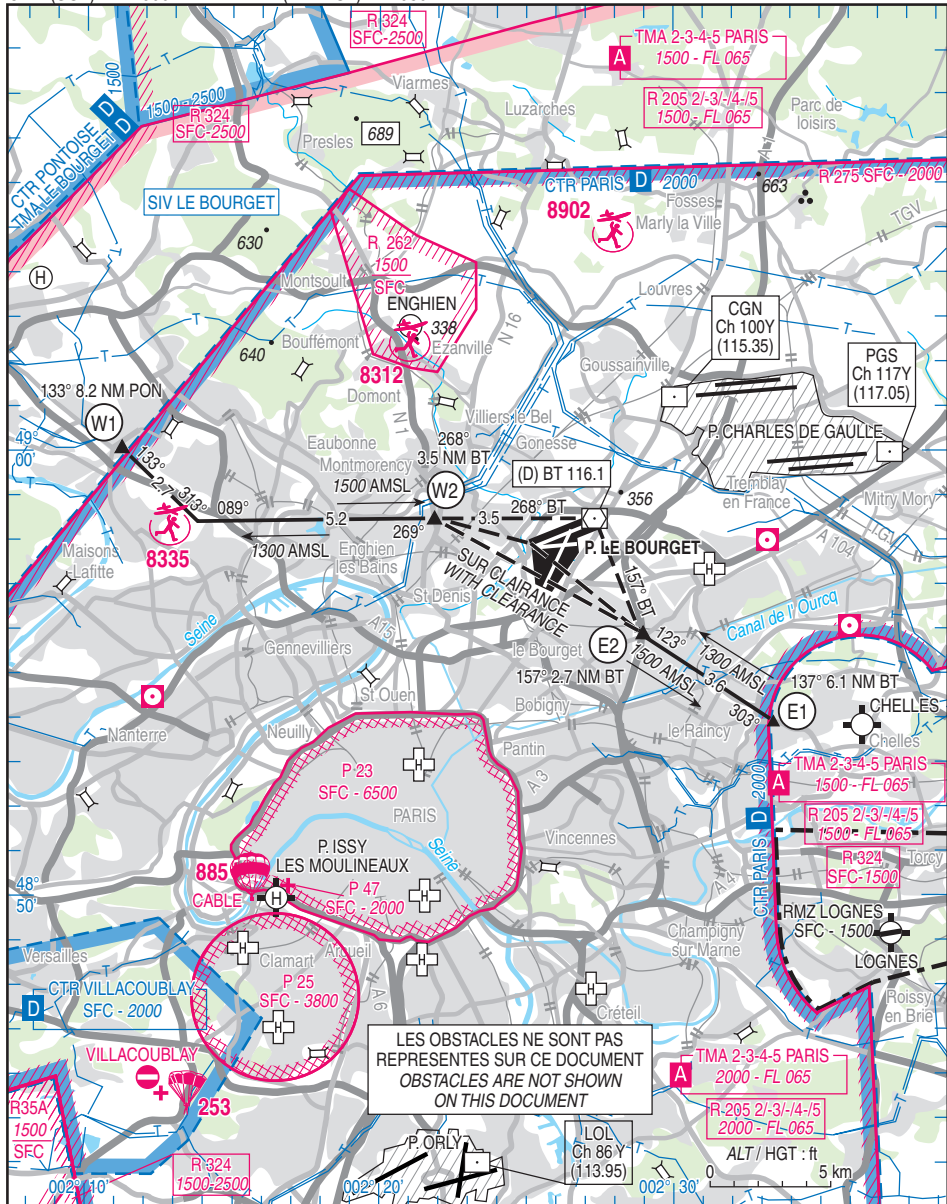 R 324
SFC-2500
TMA 2-3-4-5 PARIS
A
1500 - FL 065
R 205 2/-3/-/4-/5
1500 - FL 065
Viarmes
Luzarches
Parc de
loisirs
1500
D
D
1500 - 2500
R 324
SFC-2500
Presles
689
A 1
CTR PONTOISE
TMA LE BOURGET
SIV LE BOURGET
CTR PARIS D 2000
663
R 275 SFC - 2000
Fosses
Marly la Ville
8902
TGV
630
H
R 262
1500
SFC
Montsoult
N 16
Louvres
ENGHIEN
338
CGN
Ch 100Y
(115.35)
640
Bouffémont
Ezanville
8312
Domont
Goussainville
PGS
Ch 117Y
(117.05)
133° 8.2 NM PON
W1
N 1
Villiers le Bel
P. CHARLES DE GAULLE
49°
00'
Eaubonne
Montmorency
268°
3.5 NM BT
Gonesse
(D) BT 116.1
133°
2.7
313°
1500 AMSL
W2
356
Tremblay
en France
Mitry Mory
089°
5.2
269°
3.5
268° BT
8335
1300 AMSL
Maisons
Laffitte
Enghien
les Bains
P. LE BOURGET
T.G.V.
A 104
H
SUR CLAIRANCE
WITH CLEARANCE
157° BT
St Denis
A15
Seine
Gennevilliers
le Bourget
E2
123°
Canal de l'Ourcq
1500 AMSL
1300 AMSL
3.6
303°
157° 2.7 NM BT
137° 6.1 NM BT
E1
CHELLES
Chelles
St Ouen
Bobigny
le Raincy
Nanterre
Neuilly
Pantin
A 3
P 23
SFC - 6500
H
PARIS
TMA 2-3-4-5 PARIS
A
1500 - FL 065
CTR PARIS D 2000
R 205 2/-3/-/4-/5
1500 - FL 065
R 324
SFC-1500
Torcy
Vincennes
Seine
P. ISSY
LES MOULINEAUX
885
CABLE
H
P 47
SFC - 2000
H
A 4
48°
50'
RMZ LOGNES
SFC - 1500
LOGNES
Champigny
sur Marne
Versailles
H
Clamart
Arcueil
H
P 25
SFC - 3800
H
H
A 6
Créteil
Roissy
en Brie
D
CTR VILLACOUBLAY
SFC - 2000
LES OBSTACLES NE SONT PAS
REPRESENTES SUR CE DOCUMENT
OBSTACLES ARE NOT SHOWN
ON THIS DOCUMENT
VILLACOUBLAY
253
TMA 2-3-4-5 PARIS
A
2000 - FL 065
R 205 2/-3/-/4-/5
2000 - FL 065
R35A
1500
SFC
R 324
1500-2500
P. ORLY
LOL
Ch 86 Y
(113.95)
ALT / HGT : ft
0 5 km
002° 10'
002° 20'
002° 30'